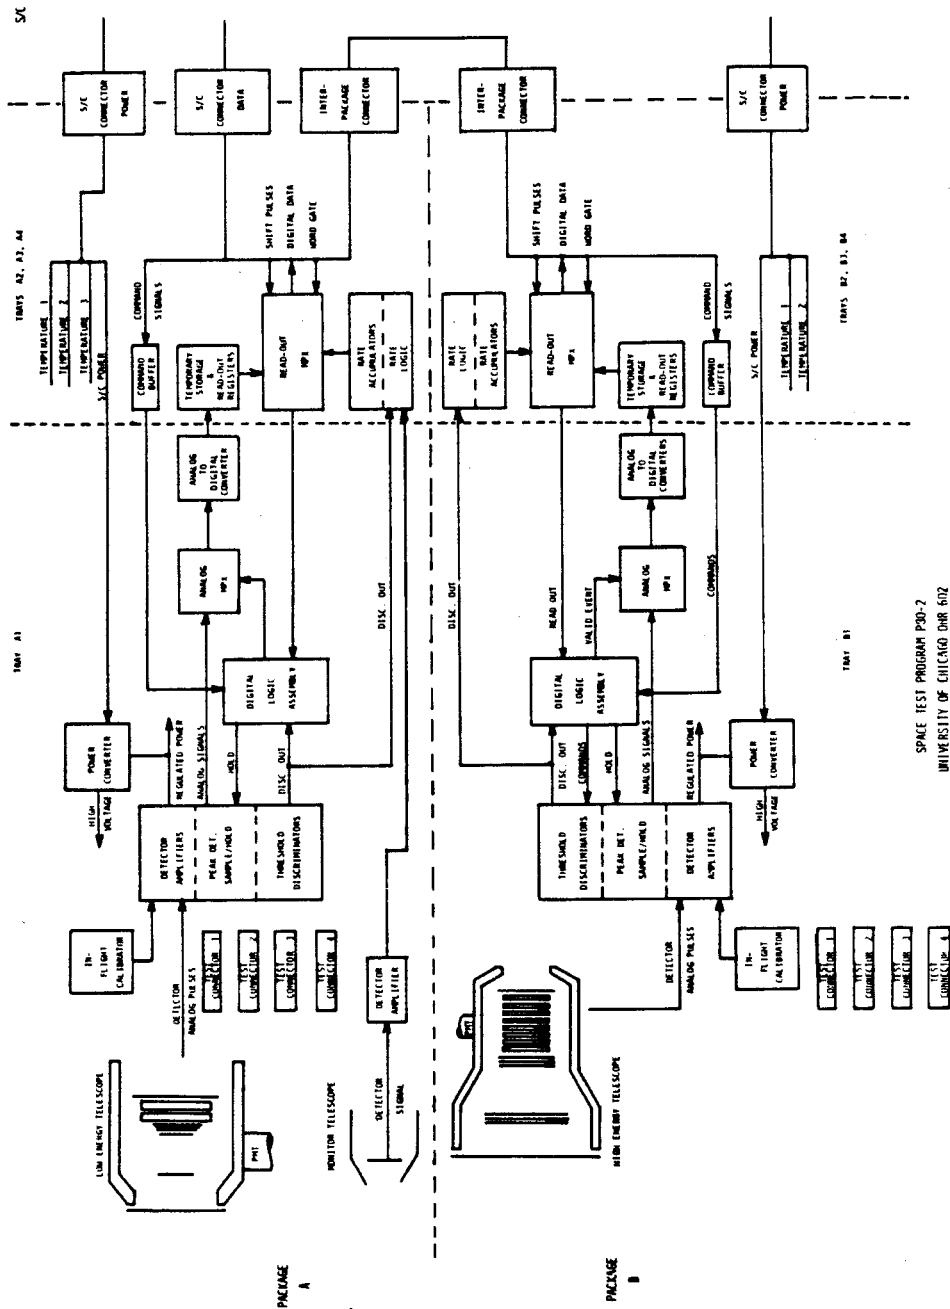 S/C
TRAY A1
TRAYS A2, A3, A4
S/C
CONNECTOR
POWER
S/C
CONNECTOR
DATA
INTER-
PACKAGE
CONNECTOR
TEMPERATURE 1
TEMPERATURE 2
TEMPERATURE 3
S/C POWER
COMMAND
SIGNALS
COMMAND
BUFFER
TEMPORARY
STORAGE
&
READ-OUT
REGISTERS
SHIFT PULSES
DIGITAL DATA
WORD GATE
READ-OUT
MPX
RATE
ACCUMULATORS
RATE
LOGIC
ANALOG
TO
DIGITAL
CONVERTER
ANALOG
MPX
DIGITAL
LOGIC
ASSEMBLY
DISC. OUT
POWER
CONVERTER
HIGH
VOLTAGE
REGULATED POWER
ANALOG SIGNALS
HOLD
DISC. OUT
DETECTOR
AMPLIFIERS
PEAK DET.
SAMPLE/HOLD
THRESHOLD
DISCRIMINATORS
IN-
FLIGHT
CALIBRATOR
DETECTOR
ANALOG PULSES
TEST
CONNECTOR 1
TEST
CONNECTOR 2
TEST
CONNECTOR 3
TEST
CONNECTOR 4
LOW ENERGY TELESCOPE
PMT
MONITOR TELESCOPE
DETECTOR
SIGNAL
DETECTOR
AMPLIFIER
PACKAGE
A
INTER-
PACKAGE
CONNECTOR
S/C
CONNECTOR
POWER
SHIFT PULSES
DIGITAL DATA
WORD GATE
RATE
LOGIC
RATE
ACCUMULATORS
READ-OUT
MPX
TEMPORARY
STORAGE
&
READ-OUT
REGISTERS
COMMAND
SIGNALS
COMMAND
BUFFER
S/C POWER
TEMPERATURE 1
TEMPERATURE 2
TRAYS B2, B3, B4
ANALOG
TO
DIGITAL
CONVERTERS
ANALOG
MPX
COMMANDS
DISC. OUT
READ OUT
VALID EVENT
DIGITAL
LOGIC
ASSEMBLY
TRAY B1
DISC. OUT
COMMANDS
HOLD
ANALOG SIGNALS
REGULATED POWER
POWER
CONVERTER
HIGH
VOLTAGE
THRESHOLD
DISCRIMINATORS
PEAK DET.
SAMPLE/HOLD
DETECTOR
AMPLIFIERS
DETECTOR
ANALOG PULSES
IN-
FLIGHT
CALIBRATOR
TEST
CONNECTOR 1
TEST
CONNECTOR 2
TEST
CONNECTOR 3
TEST
CONNECTOR 4
PMT
HIGH ENERGY TELESCOPE
PACKAGE
B
SPACE TEST PROGRAM P80-2
UNIVERSITY OF CHICAGO ONR 602